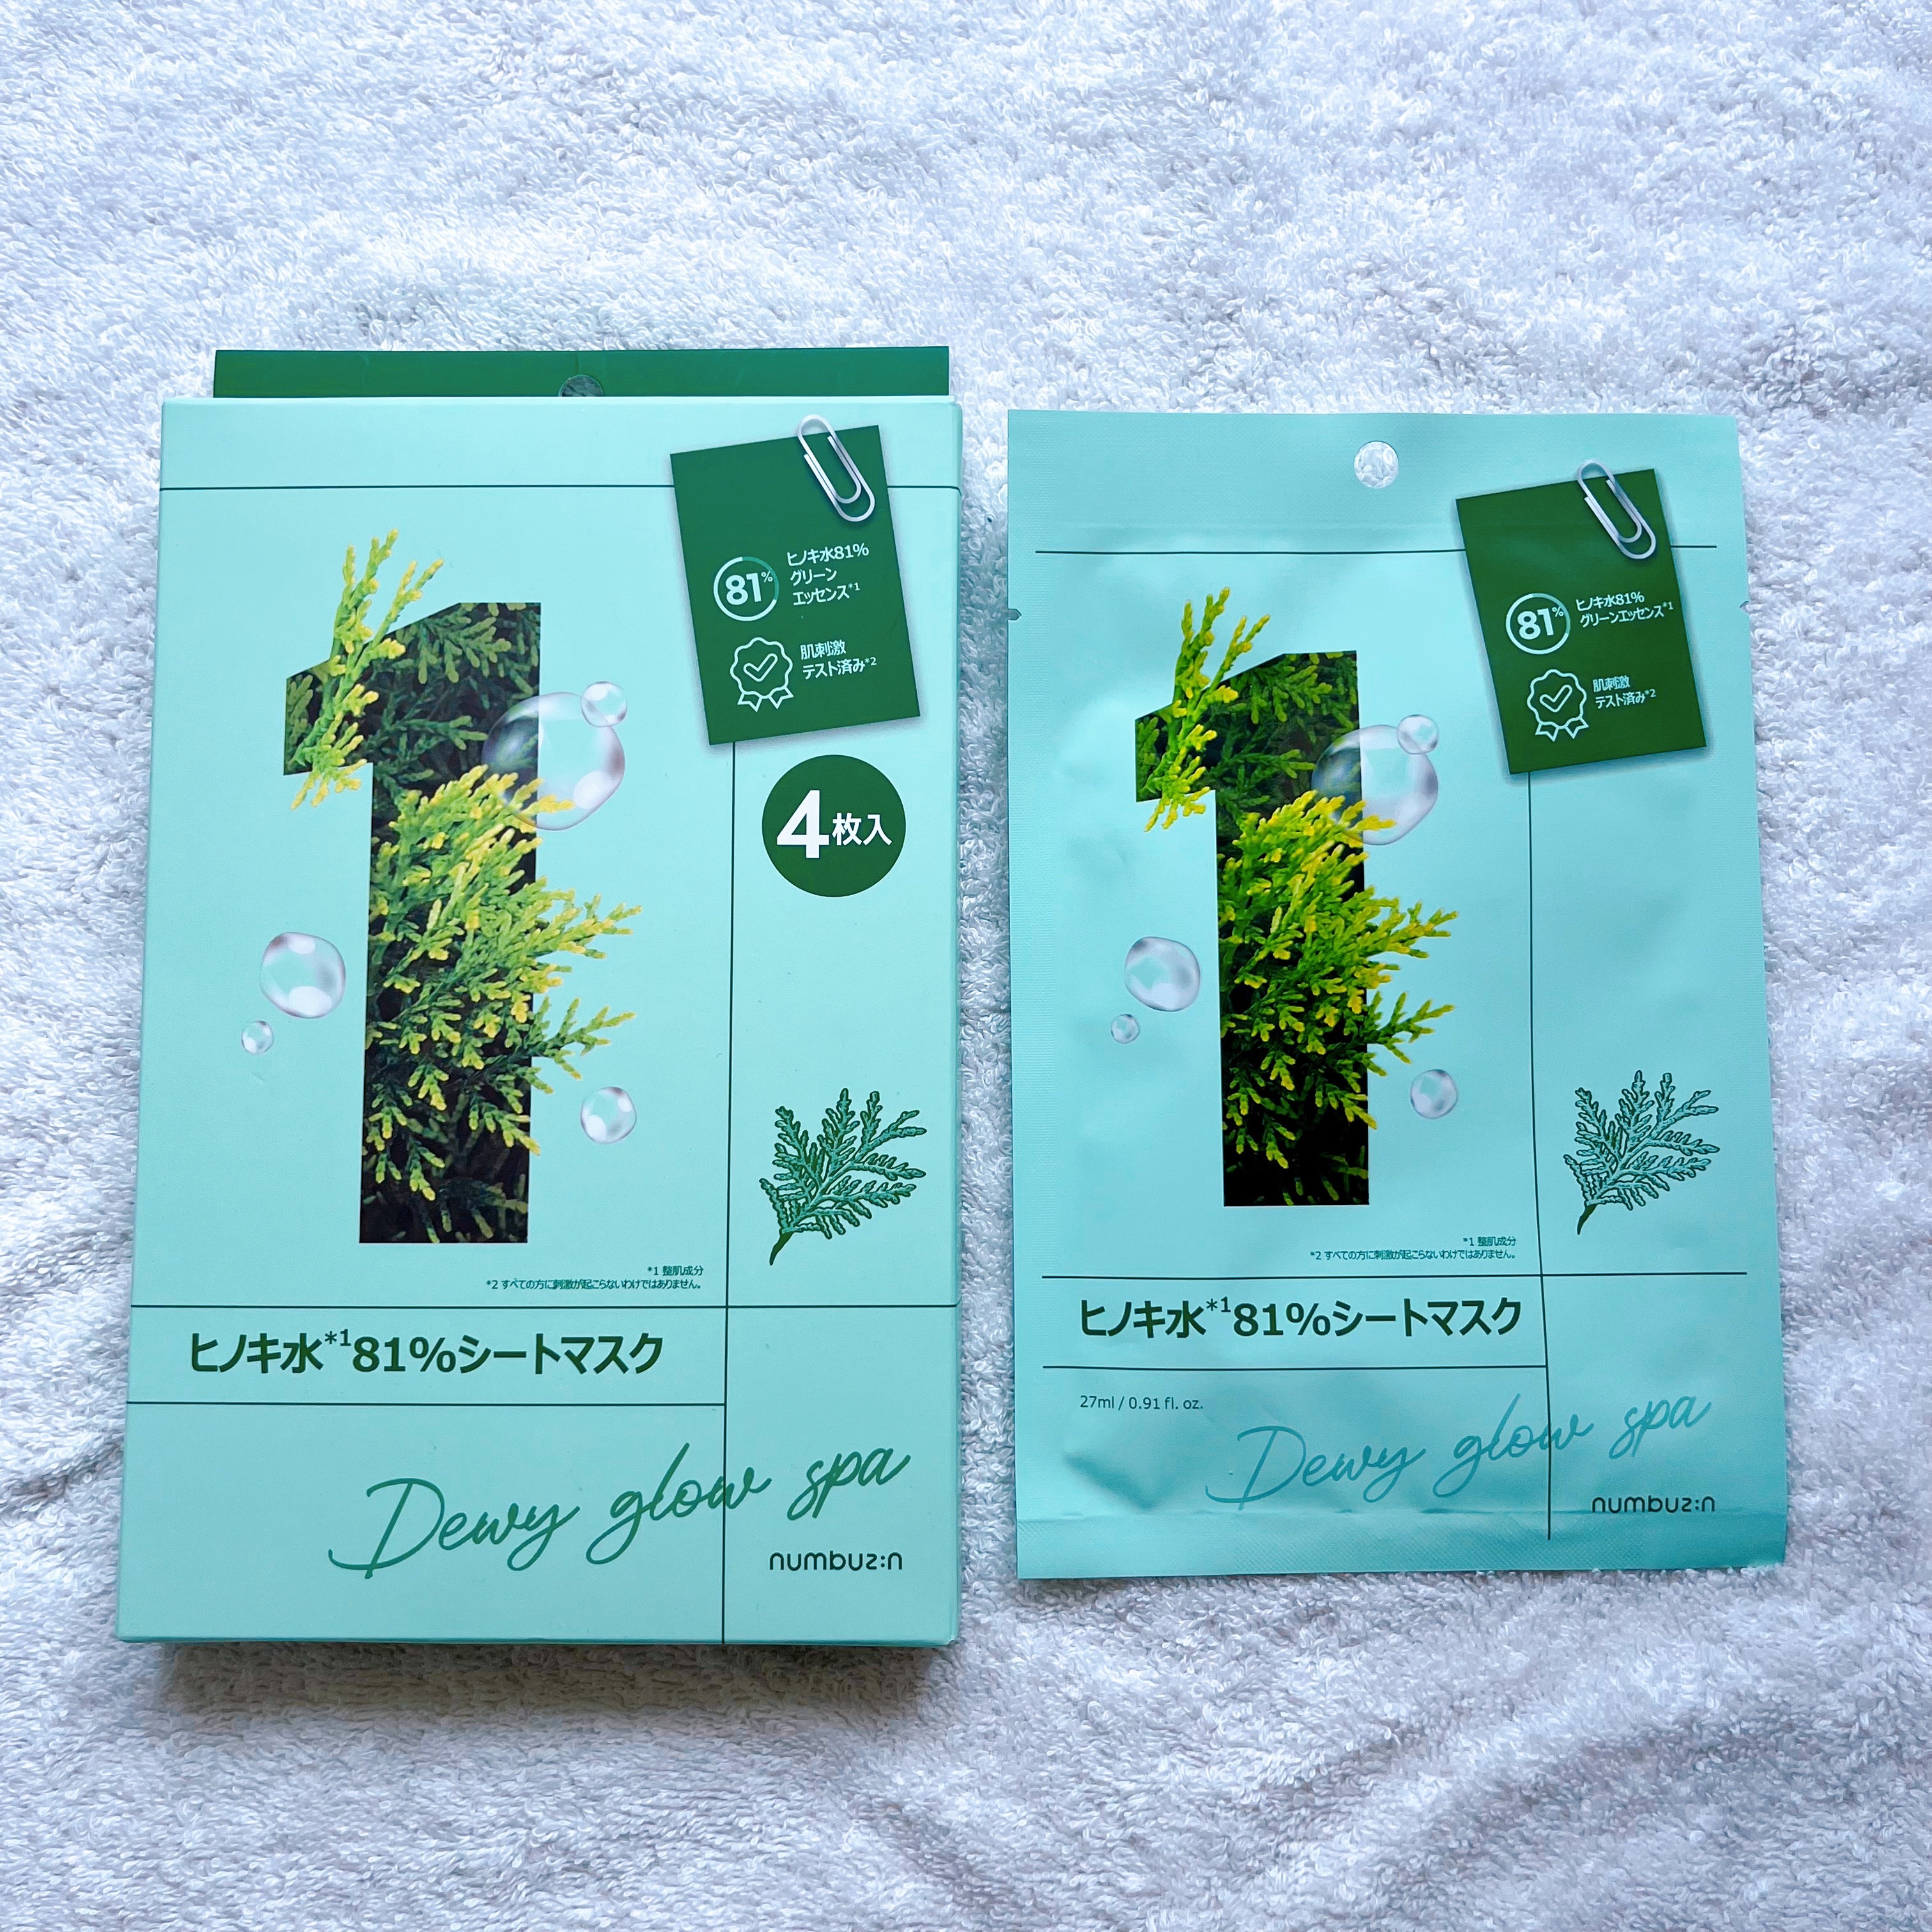 81%
ヒノキ水81%
グリーン
エッセンス*1
肌刺激
テスト済み*2
4枚入
1
*1 整肌成分
*2 すべての方に刺激が起こらないわけではありません。
ヒノキ水*1 81%シートマスク
Dewy glow spa
numbuz:n
81%
ヒノキ水81%
グリーンエッセンス*1
肌刺激
テスト済み*2
1
*1 整肌成分
*2 すべての方に刺激が起こらないわけではありません。
ヒノキ水*1 81%シートマスク
27ml / 0.91 fl. oz.
Dewy glow spa
numbuz:n